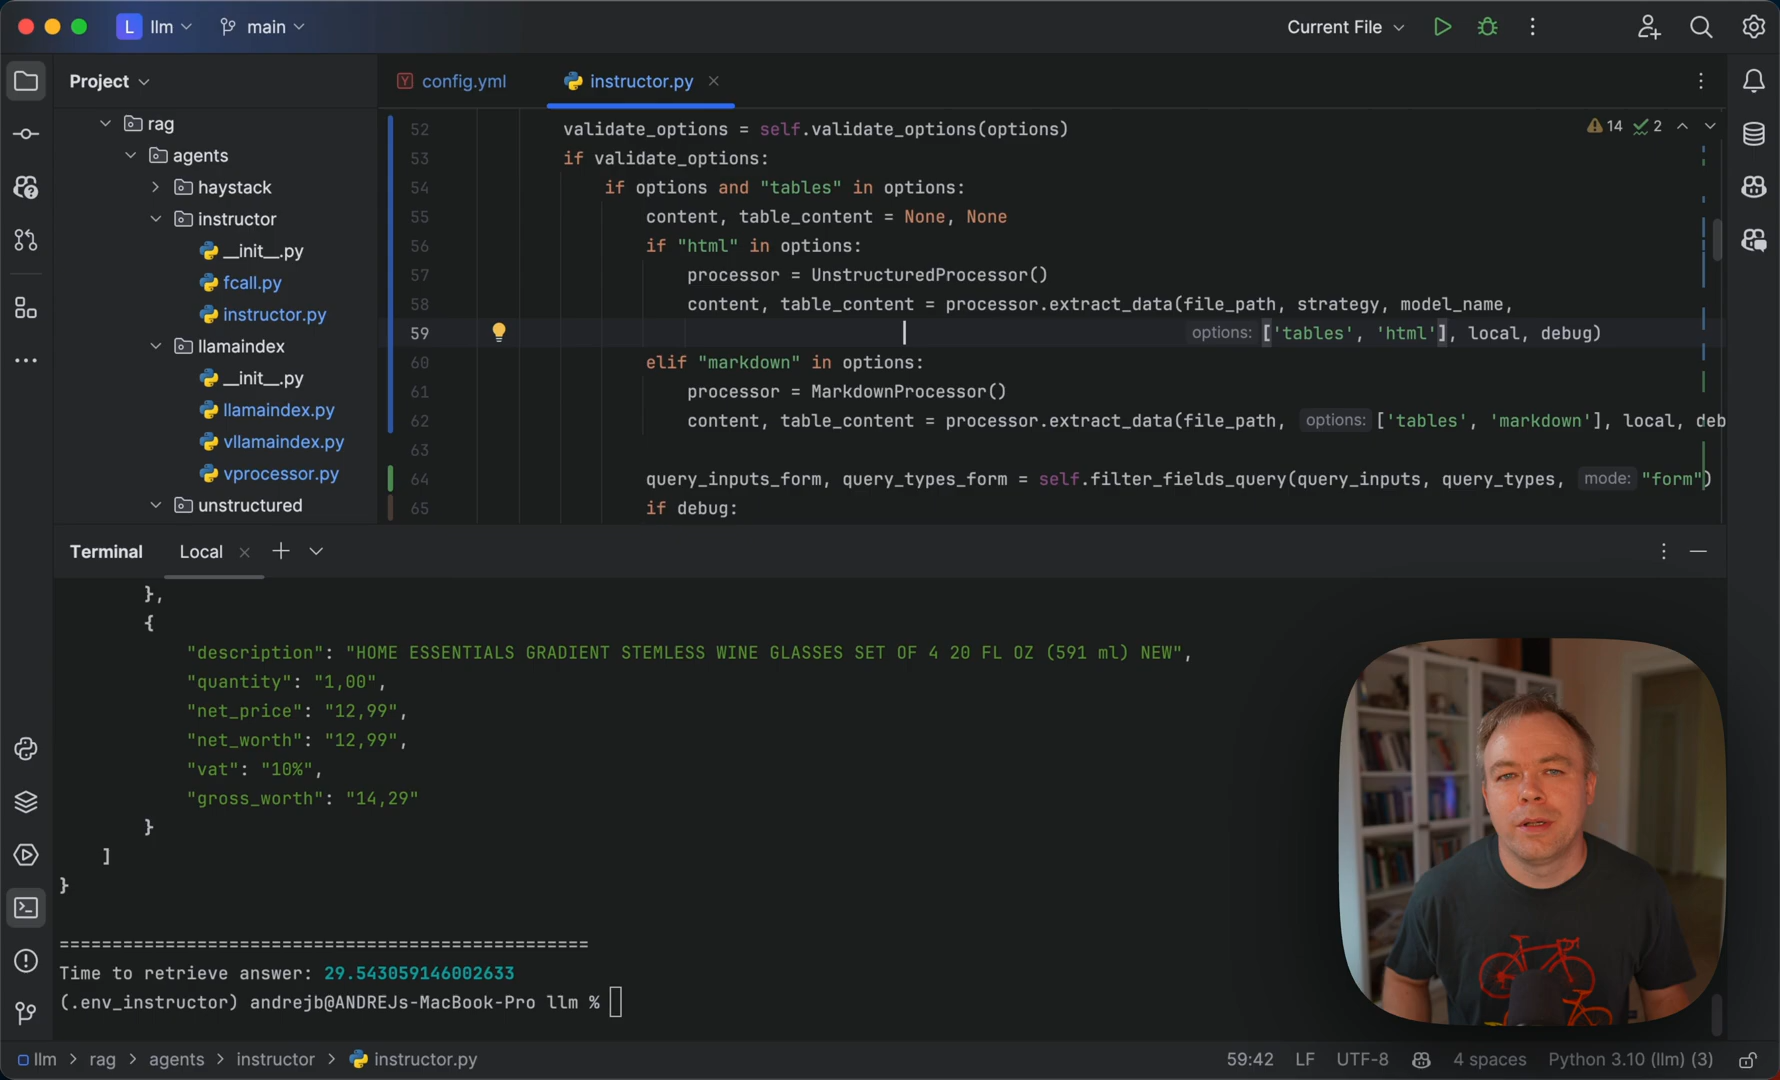 L llm main Current File
Project config.yml instructor.py
rag
agents
haystack
instructor
__init__.py
fcall.py
instructor.py
llamaindex
__init__.py
llamaindex.py
vllamaindex.py
vprocessor.py
unstructured
14 2
52 validate_options = self.validate_options(options)
53 if validate_options:
54 if options and "tables" in options:
55 content, table_content = None, None
56 if "html" in options:
57 processor = UnstructuredProcessor()
58 content, table_content = processor.extract_data(file_path, strategy, model_name,
59 options: ['tables', 'html'], local, debug)
60 elif "markdown" in options:
61 processor = MarkdownProcessor()
62 content, table_content = processor.extract_data(file_path, options: ['tables', 'markdown'], local, deb
63
64 query_inputs_form, query_types_form = self.filter_fields_query(query_inputs, query_types, mode: "form")
65 if debug:
Terminal Local
},
{
"description": "HOME ESSENTIALS GRADIENT STEMLESS WINE GLASSES SET OF 4 20 FL OZ (591 ml) NEW",
"quantity": "1,00",
"net_price": "12,99",
"net_worth": "12,99",
"vat": "10%",
"gross_worth": "14,29"
}
]
}
==================================================
Time to retrieve answer: 29.543059146002633
(.env_instructor) andrejb@ANDREJs-MacBook-Pro llm %
llm > rag > agents > instructor > instructor.py 59:42 LF UTF-8 4 spaces Python 3.10 (llm) (3)